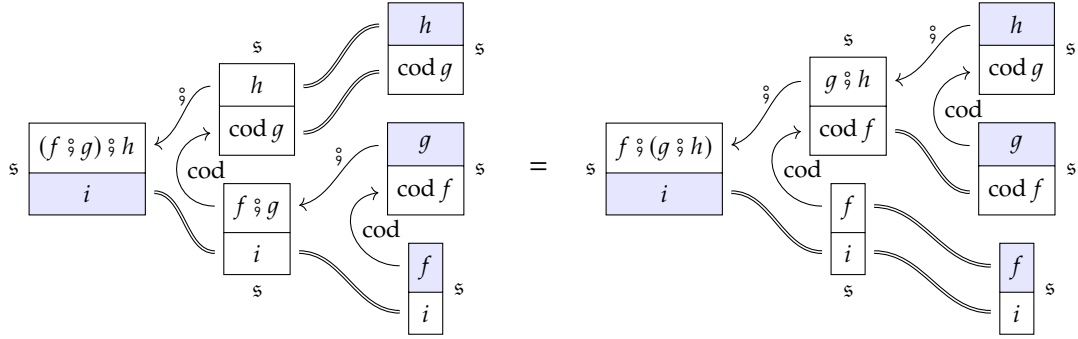 h
𝔰
𝔰
⨟
h
cod g
⨟
cod g
(f ⨟ g) ⨟ h
cod
⨟
g
𝔰
𝔰
i
f ⨟ g
cod f
cod
i
f
𝔰
𝔰
i
=
h
𝔰
𝔰
⨟
g ⨟ h
cod g
⨟
cod f
cod
f ⨟ (g ⨟ h)
g
𝔰
cod
𝔰
i
f
cod f
i
f
𝔰
𝔰
i